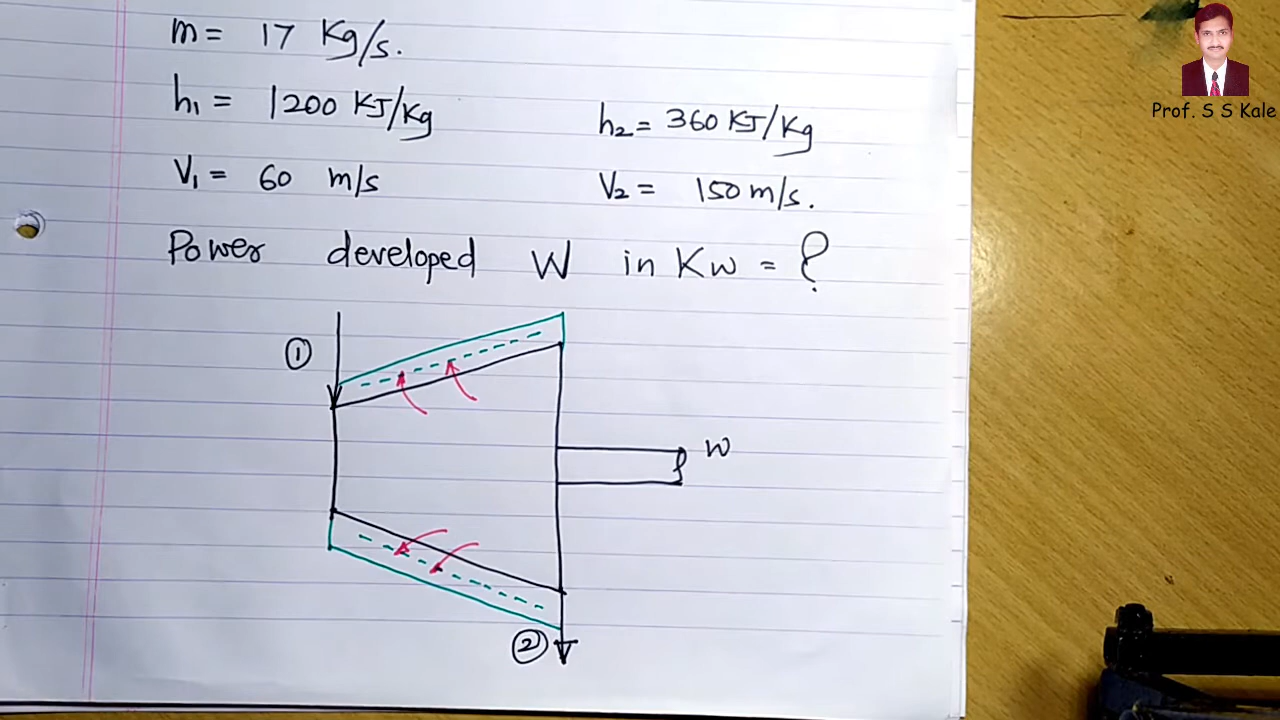 m = 17 Kg/s.
h₁ = 1200 KJ/Kg h₂ = 360 KJ/Kg
V₁ = 60 m/s V₂ = 150 m/s.
Power developed W in Kw = ?
①
W
②
Prof. S S Kale